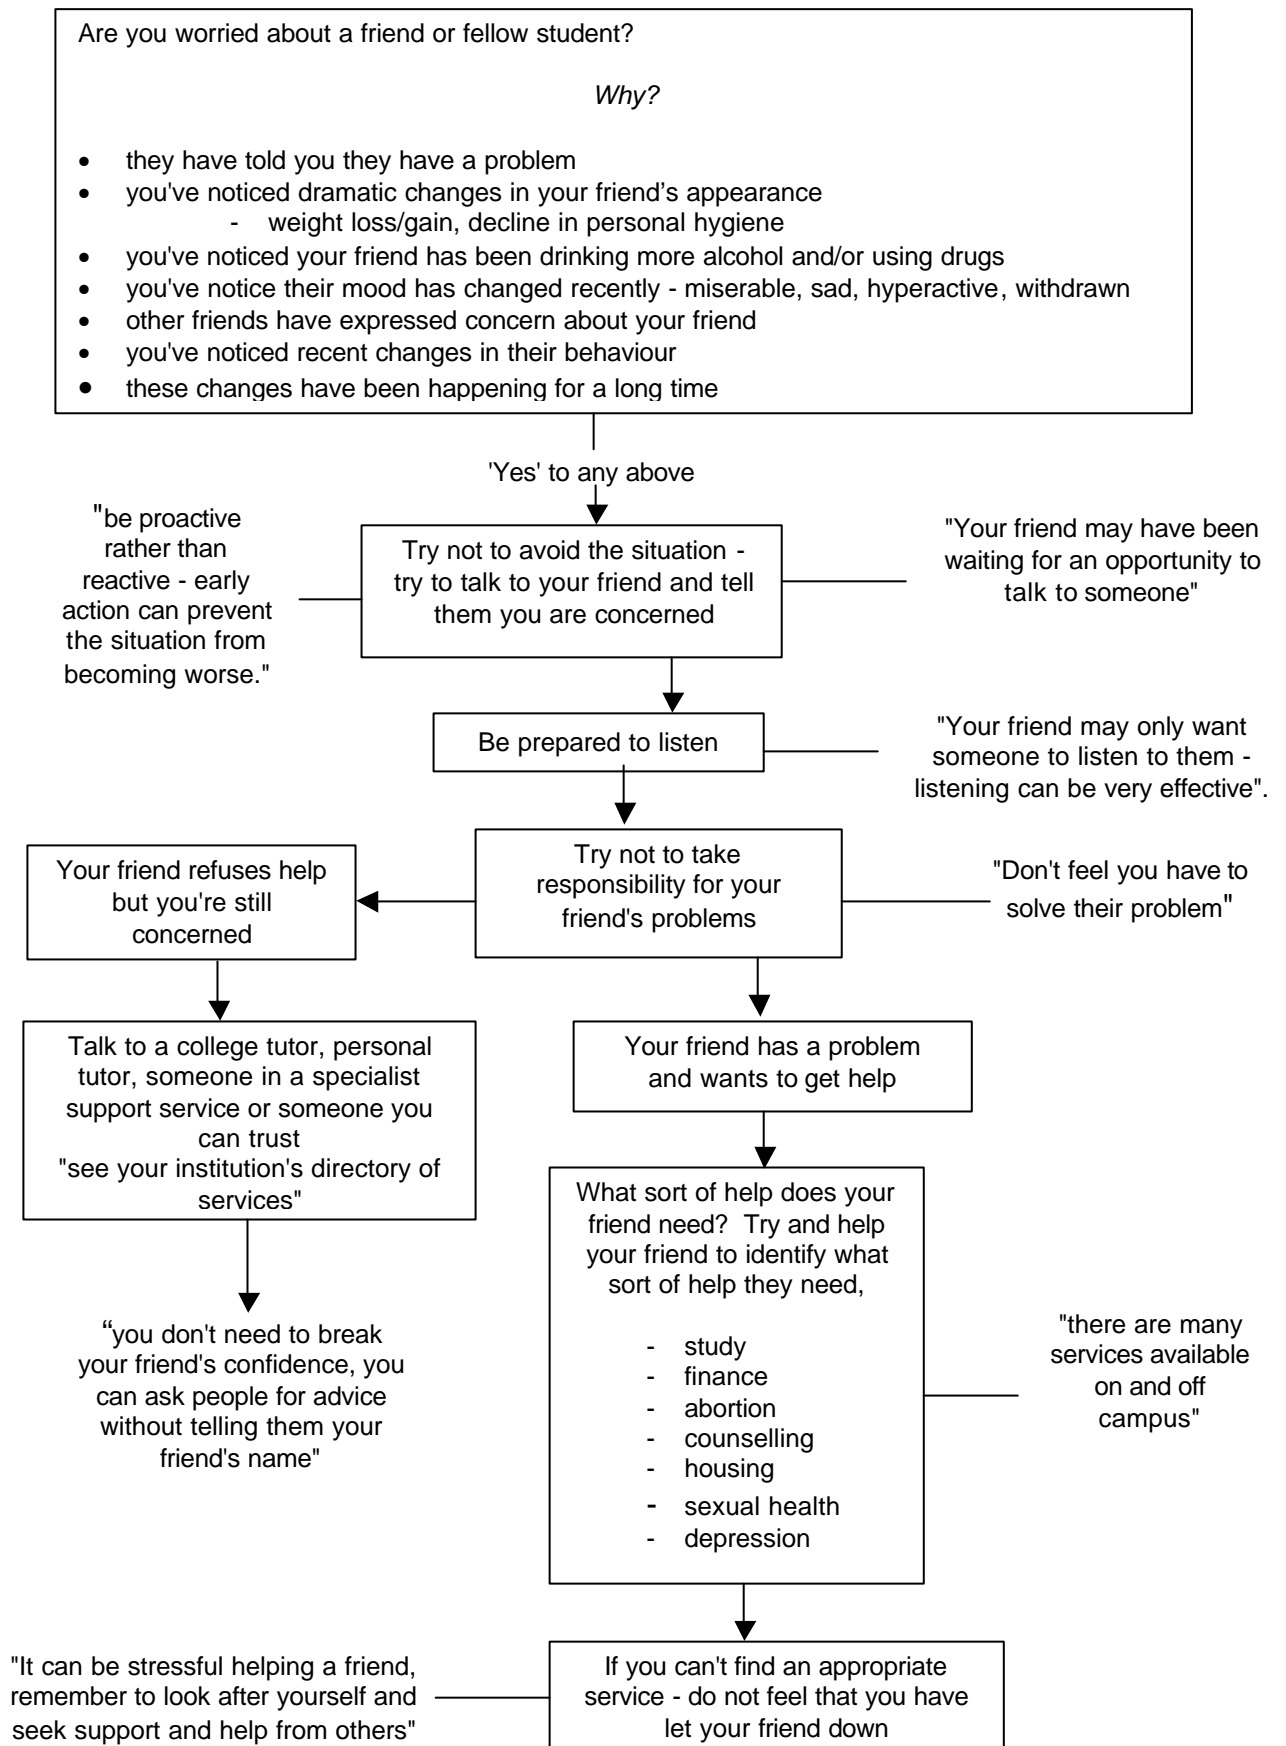 Are you worried about a friend or fellow student?
Why?
• they have told you they have a problem
• you've noticed dramatic changes in your friend's appearance
- weight loss/gain, decline in personal hygiene
• you've noticed your friend has been drinking more alcohol and/or using drugs
• you've notice their mood has changed recently - miserable, sad, hyperactive, withdrawn
• other friends have expressed concern about your friend
• you've noticed recent changes in their behaviour
• these changes have been happening for a long time
'Yes' to any above
"be proactive
rather than
reactive - early
action can prevent
the situation from
becoming worse."
Try not to avoid the situation -
try to talk to your friend and tell
them you are concerned
"Your friend may have been
waiting for an opportunity to
talk to someone"
Be prepared to listen
"Your friend may only want
someone to listen to them -
listening can be very effective".
Your friend refuses help
but you're still
concerned
Try not to take
responsibility for your
friend's problems
"Don't feel you have to
solve their problem"
Talk to a college tutor, personal
tutor, someone in a specialist
support service or someone you
can trust
"see your institution's directory of
services"
Your friend has a problem
and wants to get help
"you don't need to break
your friend's confidence, you
can ask people for advice
without telling them your
friend's name"
What sort of help does your
friend need? Try and help
your friend to identify what
sort of help they need,
- study
- finance
- abortion
- counselling
- housing
- sexual health
- depression
"there are many
services available
on and off
campus"
"It can be stressful helping a friend,
remember to look after yourself and
seek support and help from others"
If you can't find an appropriate
service - do not feel that you have
let your friend down